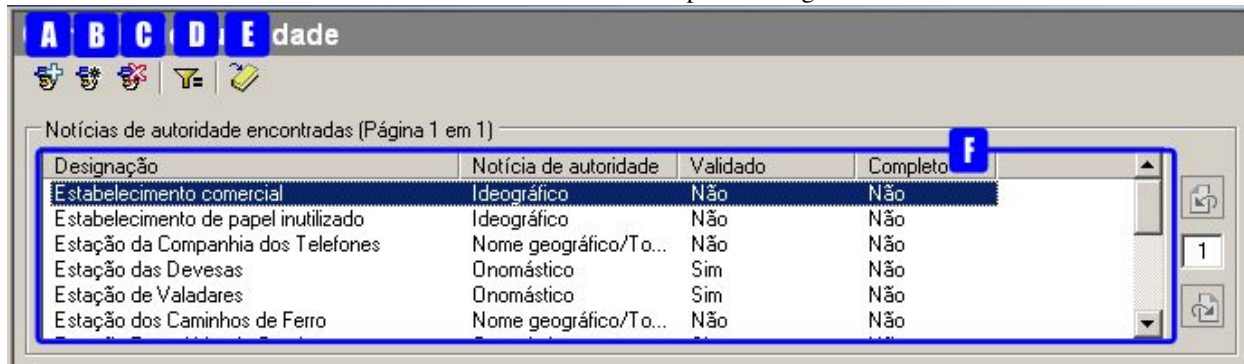 A B C D E dade
Notícias de autoridade encontradas (Página 1 em 1)
F
Designação Notícia de autoridade Validado Completo
Estabelecimento comercial Ideográfico Não Não
Estabelecimento de papel inutilizado Ideográfico Não Não
Estação da Companhia dos Telefones Nome geográfico/To... Não Não
1
Estação das Devesas Onomástico Sim Não
Estação de Valadares Onomástico Sim Não
Estação dos Caminhos de Ferro Nome geográfico/To... Não Não